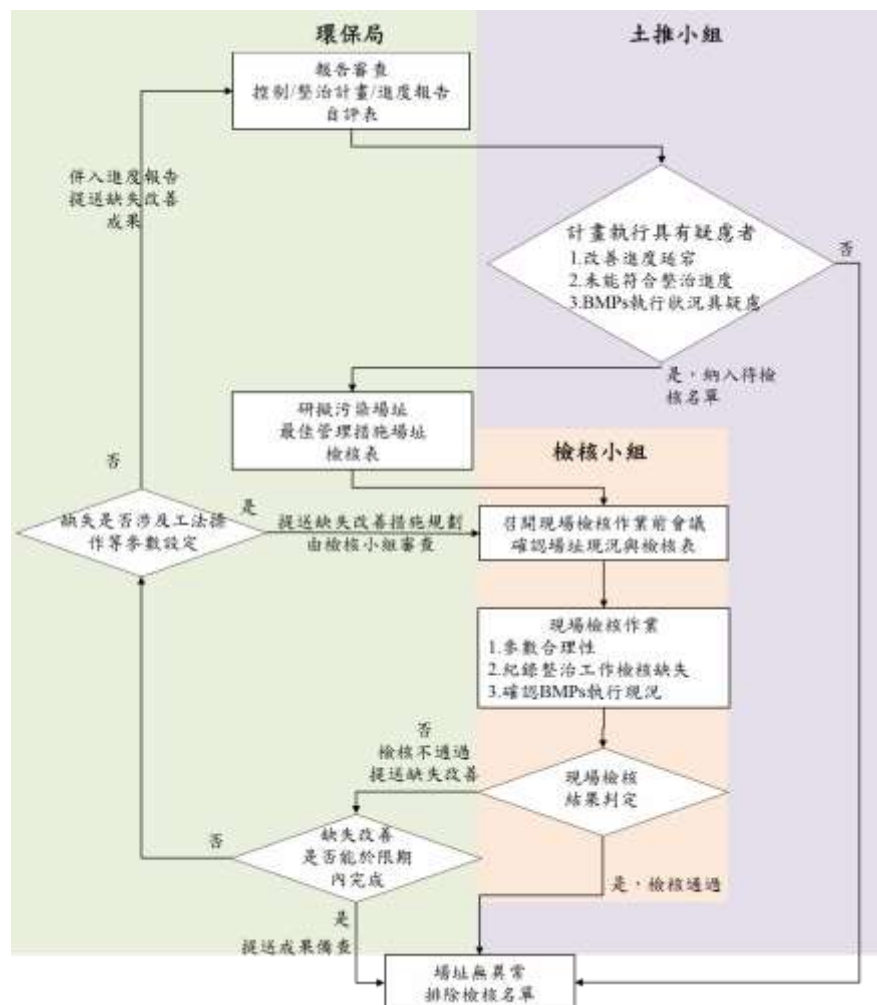 環保局
土推小組
報告審查
控制/整治計畫/進度報告
自評表
併入進度報告
提送缺失改善
成果
計畫執行具有疑慮者
1.改善進度延宕
2.未能符合整治進度
3.BMPs執行狀況具疑慮
否
是，納入待檢
核名單
研擬污染場址
最佳管理措施場址
檢核表
檢核小組
否
缺失是否涉及工法操
作等參數設定
是
提送缺失改善措施規劃
由檢核小組審查
召開現場檢核作業前會議
確認場址現況與檢核表
現場檢核作業
1.參數合理性
2.紀錄整治工作檢核缺失
3.確認BMPs執行現況
否
檢核不通過
提送缺失改善
現場檢核
結果判定
否
缺失改善
是否能於限期
內完成
是，檢核通過
是
提送成果備查
場址無異常
排除檢核名單